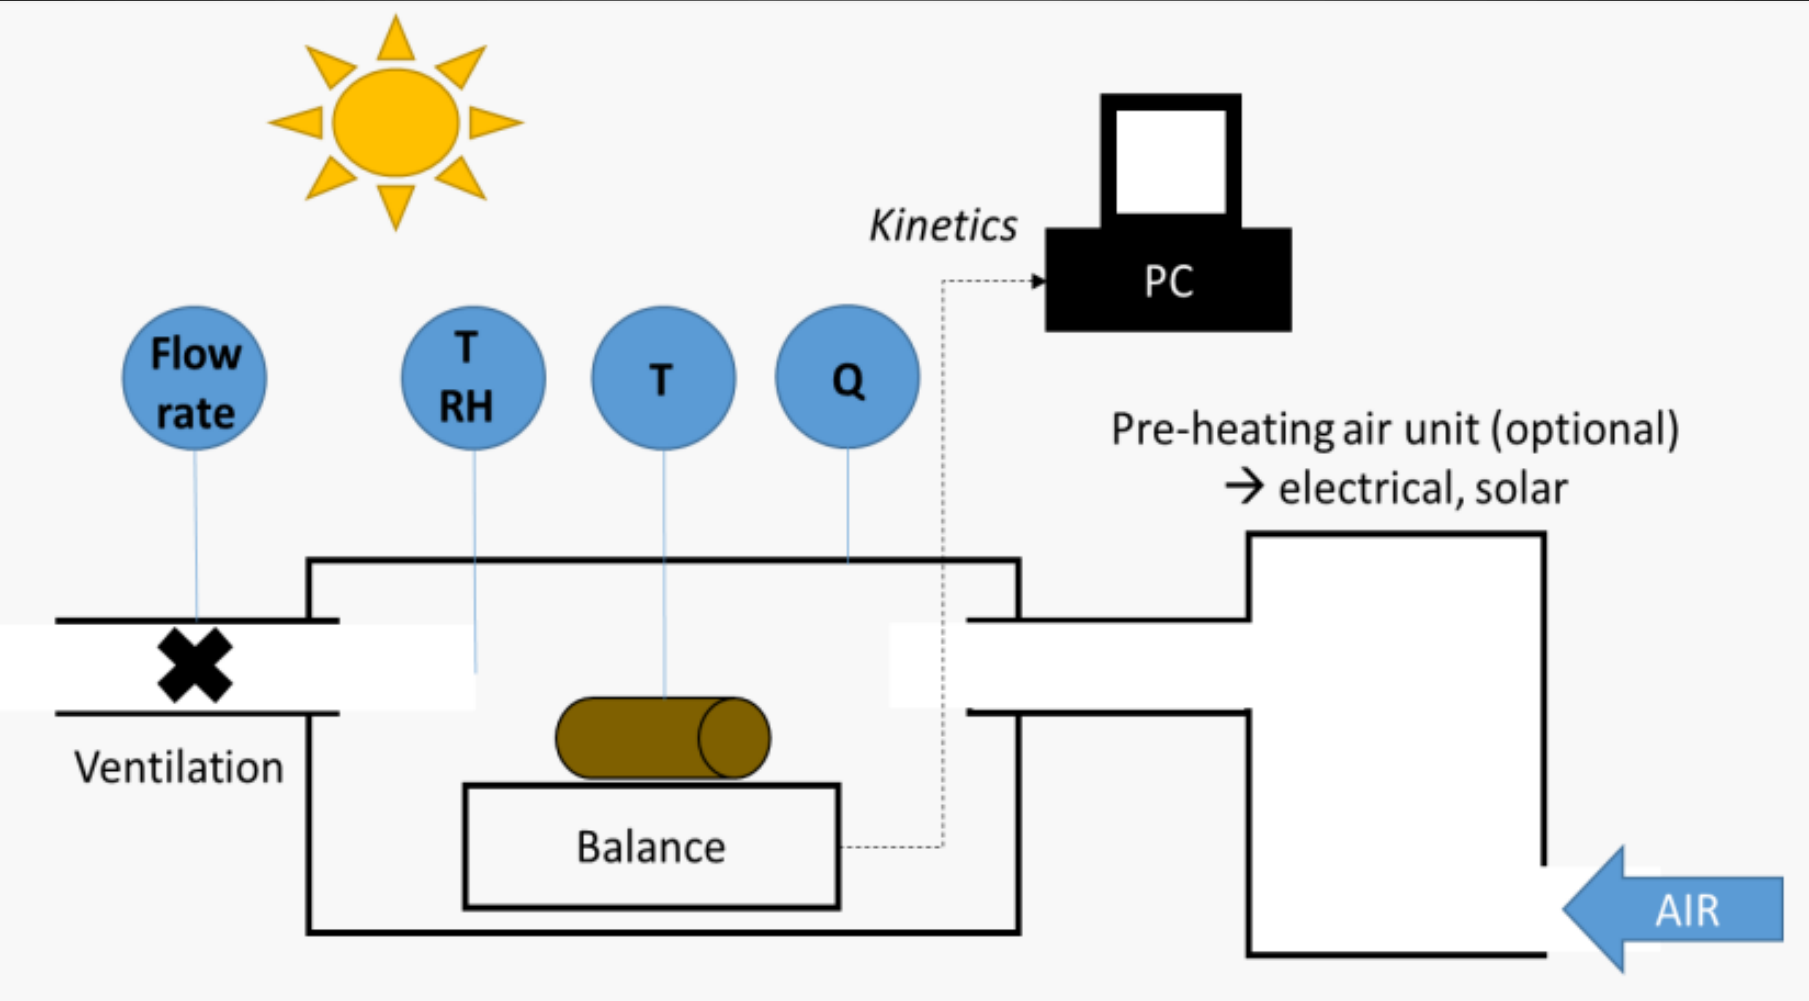 Kinetics
PC
Flow
rate
T
RH
T
Q
Pre-heating air unit (optional)
→ electrical, solar
Ventilation
Balance
AIR